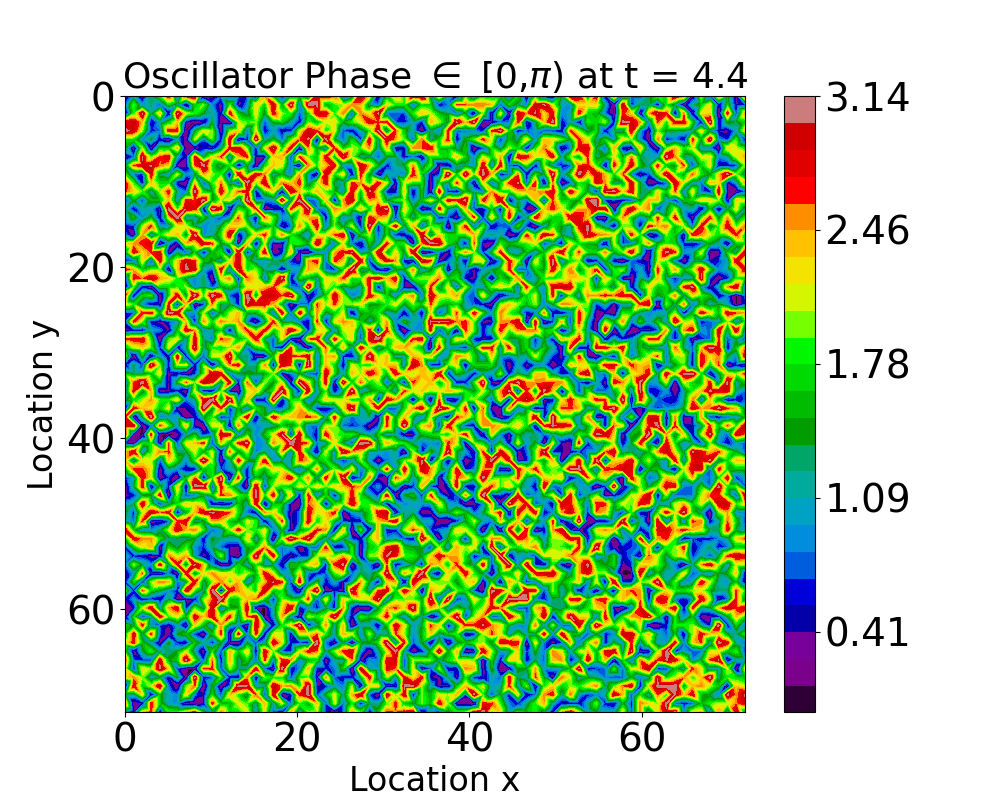 Oscillator Phase ∈ [0,π) at t = 4.4
0
20
40
60
Location y
0 20 40 60
Location x
3.14
2.46
1.78
1.09
0.41